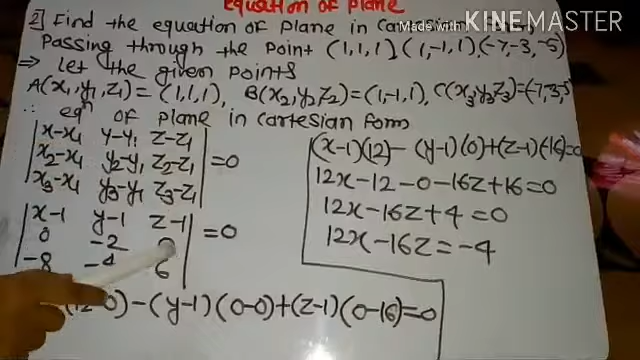 Equation of Plane
Made with KINEMASTER
2] Find the equation of plane in cartesian
Passing through the Point (1,1,1) (1,-1,1), (-7,-3,-5)
⇒ Let the given points
A(x₁,y₁,z₁) = (1,1,1), B(x₂,y₂,z₂) = (1,-1,1), C(x₃,y₃,z₃) = (-7,-3,-5
∴ eqⁿ of plane in cartesian form
| x-x₁ y-y₁ z-z₁ |
| x₂-x₁ y₂-y₁ z₂-z₁ | = 0
| x₃-x₁ y₃-y₁ z₃-z₁ |
| x-1 y-1 z-1 |
| 0 -2 0 | = 0
| -8 -4 6 |
(12-0) - (y-1)(0-0) + (z-1)(0-16) = 0
(x-1)(12) - (y-1)(0) + (z-1)(-16) = 0
12x - 12 - 0 - 16z + 16 = 0
12x - 16z + 4 = 0
12x - 16z = -4